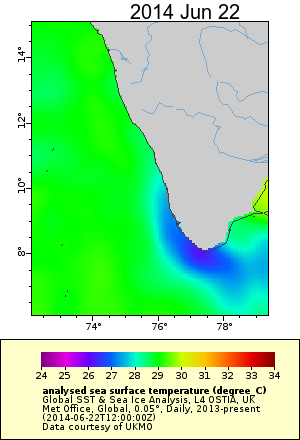 2014 Jun 22
14°
12°
10°
8°
74° 76° 78°
24 25 26 27 28 29 30 31 32 33 34
analysed sea surface temperature (degree_C)
Global SST & Sea Ice Analysis, L4 OSTIA, UK
Met Office, Global, 0.05°, Daily, 2013-present
(2014-06-22T12:00:00Z)
Data courtesy of UKMO